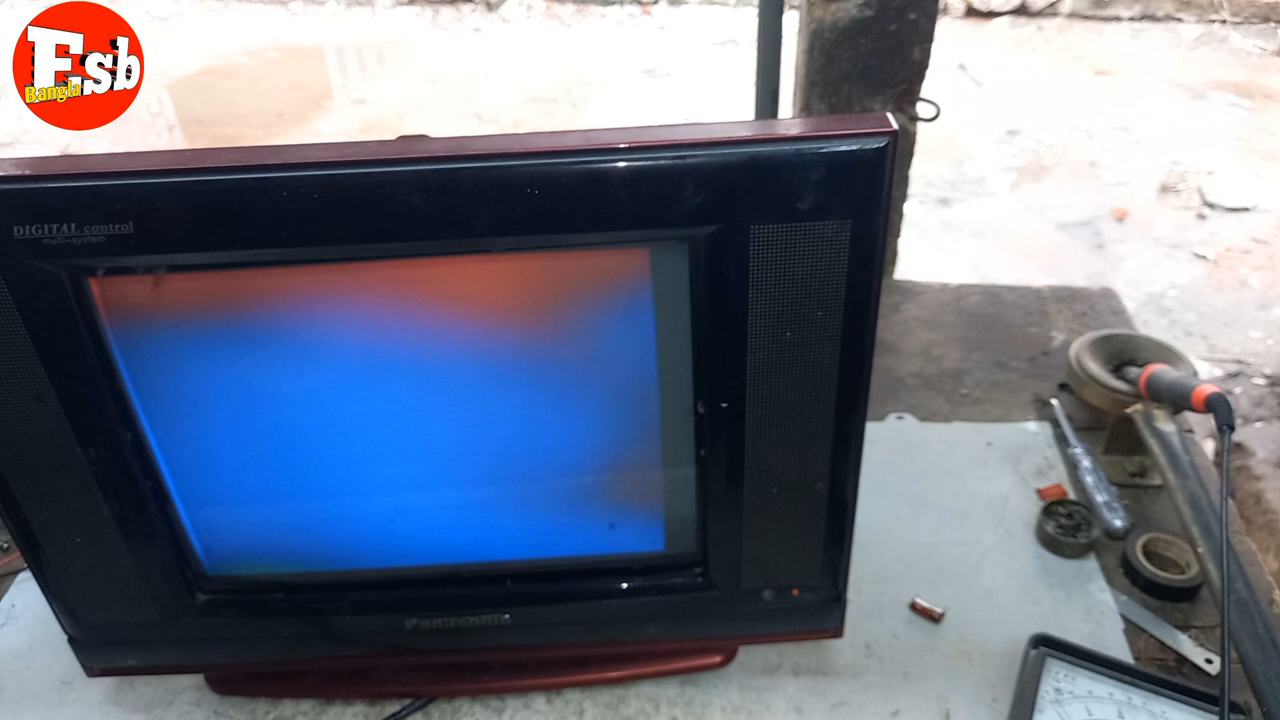 Esb
Bangla
DIGITAL control
multi-system
Panasonic